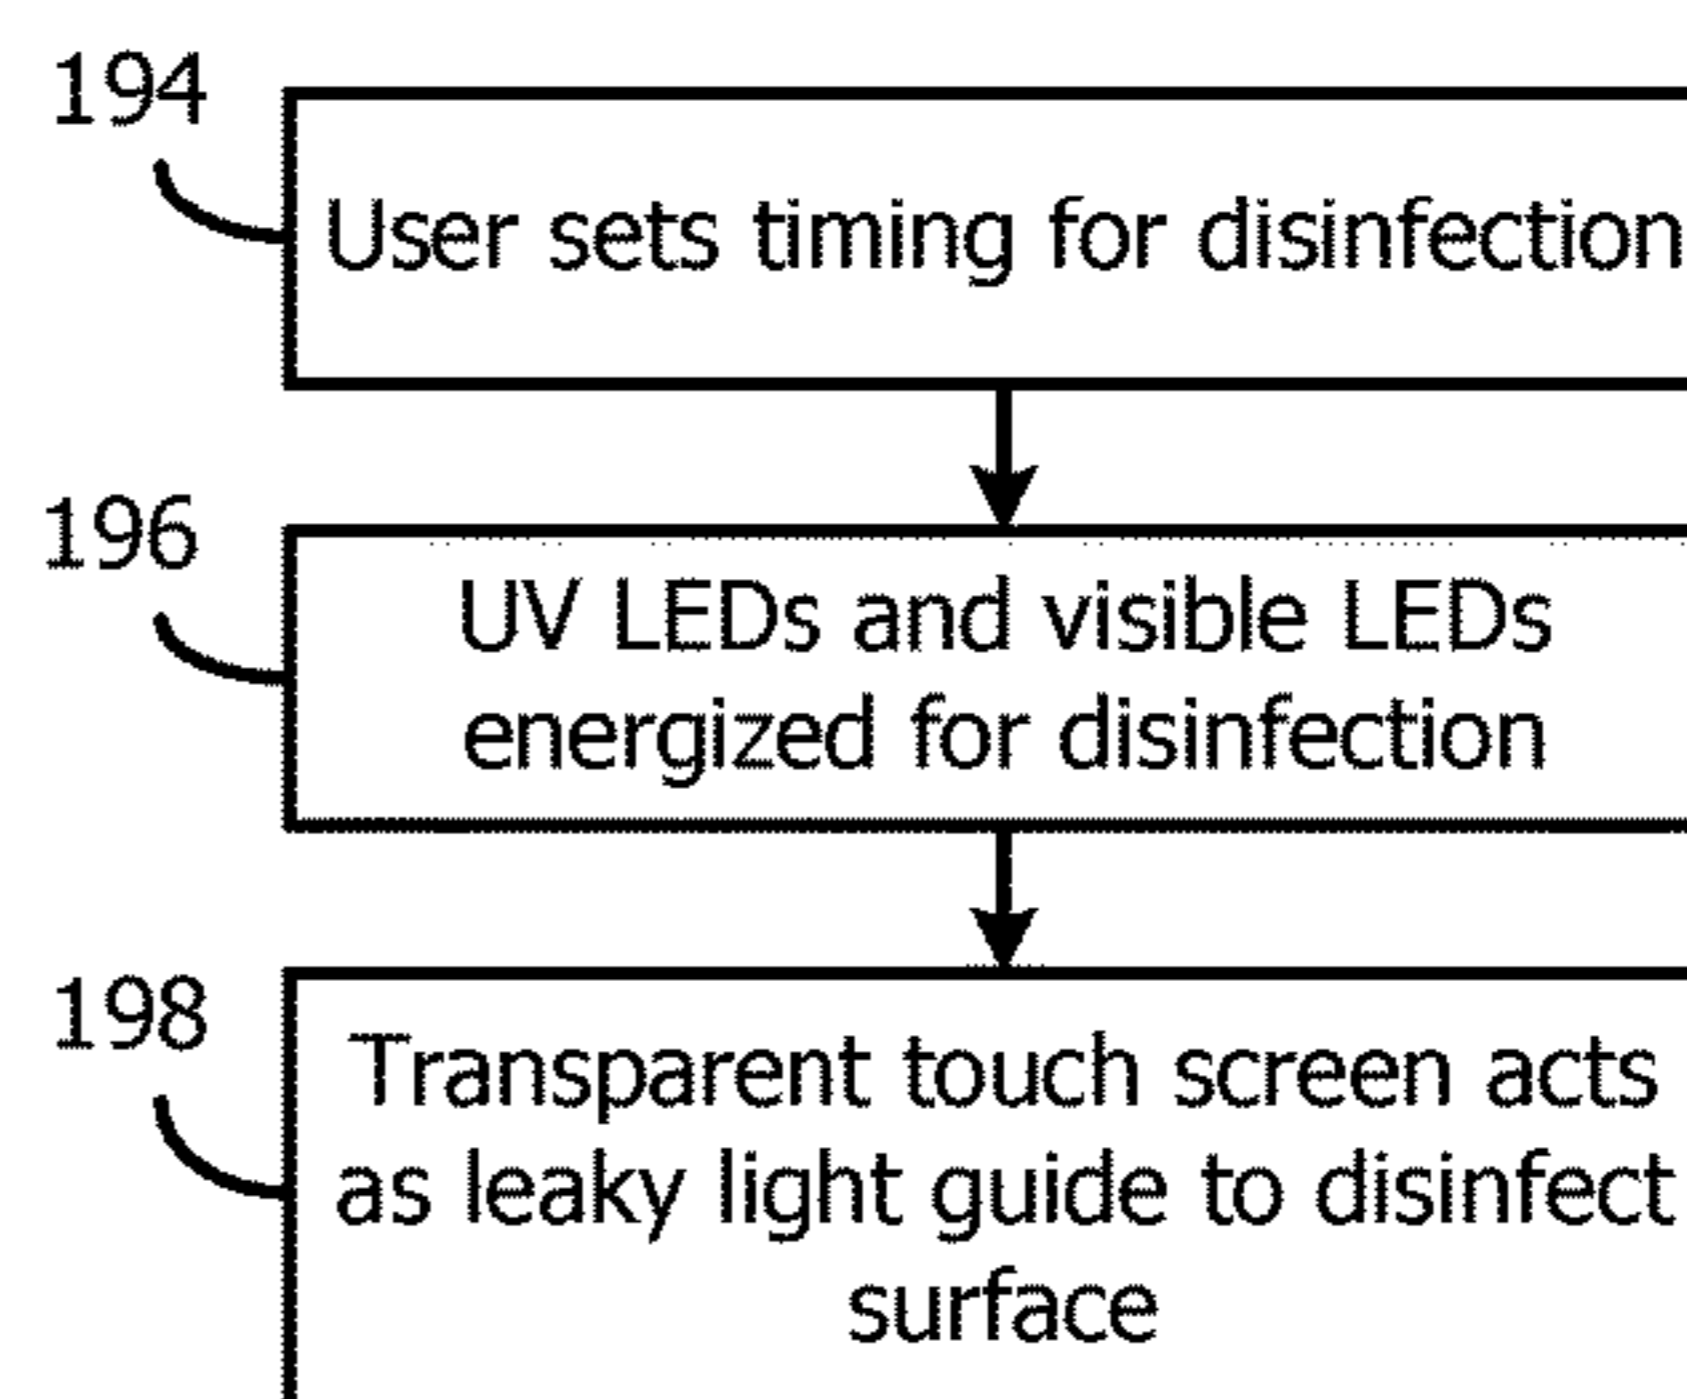 194
User sets timing for disinfection
196
UV LEDs and visible LEDs
energized for disinfection
198
Transparent touch screen acts
as leaky light guide to disinfect
surface